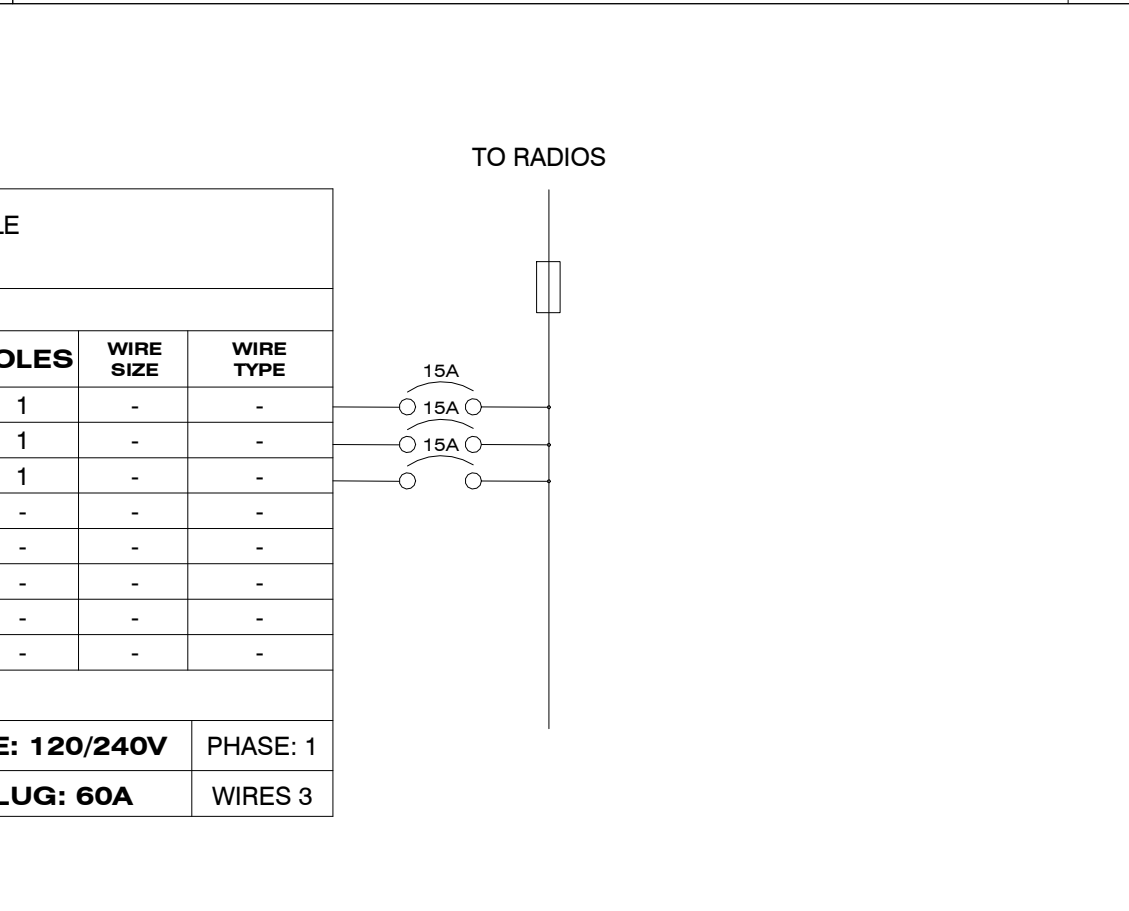 TO RADIOS
LE
OLES WIRE SIZE WIRE TYPE
15A
1 - -
15A
1 - -
15A
1 - -
- - -
- - -
- - -
- - -
- - -
E: 120/240V PHASE: 1
LUG: 60A WIRES 3